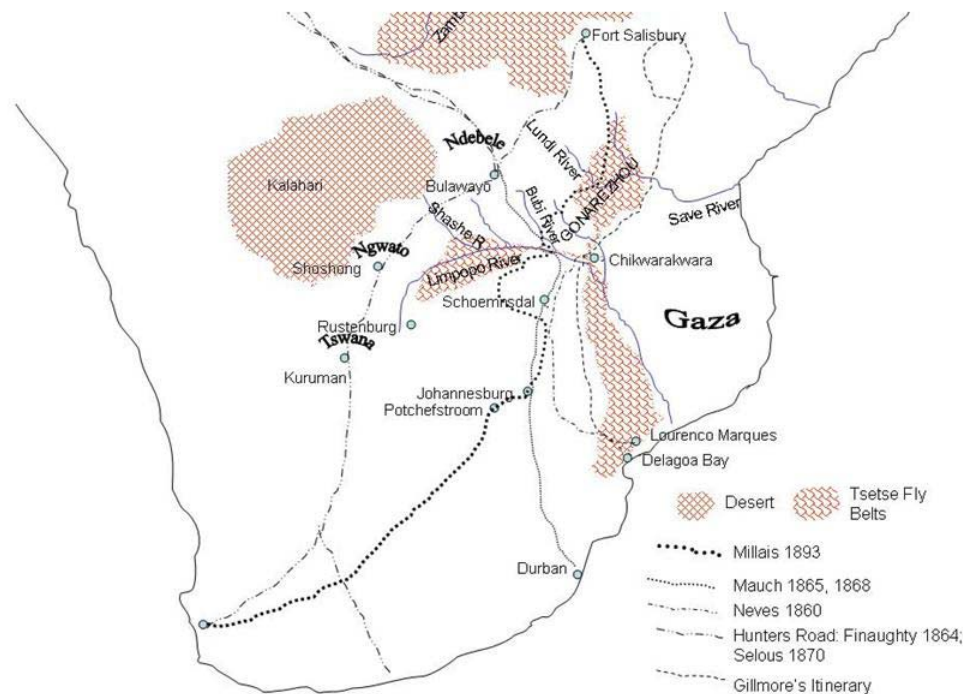 Zamb
Fort Salisbury
Ndebele
Lundi River
Kalahari
Bulawayo
Bubi River
GONAREZHOU
Save River
Shashe R
Ngwato
Shoshong
Limpopo River
Chikwarakwara
Schoemnsdal
Gaza
Rustenburg
Tswana
Kuruman
Johannesburg
Potchefstroom
Lourenco Marques
Delagoa Bay
Desert
Tsetse Fly
Belts
Millais 1893
Durban
Mauch 1865, 1868
Neves 1860
Hunters Road: Finaughty 1864;
Selous 1870
Gillmore's Itinerary